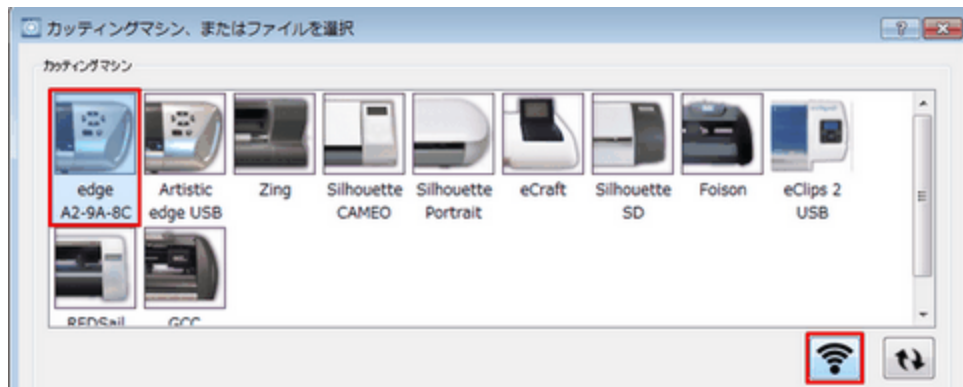 カッティングマシン、またはファイルを選択
カッティングマシン
edge Artistic Zing Silhouette Silhouette eCraft Silhouette Foison eClips 2
A2-9A-8C edge USB CAMEO Portrait SD USB
REDSail GCC